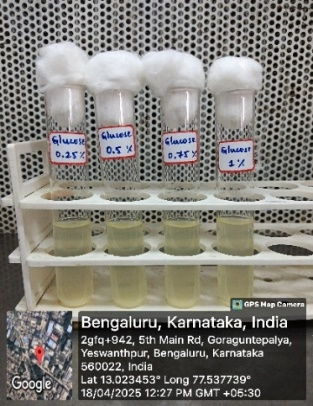 Glucose
0.25 %
Glucose
0.5 %
Glucose
0.75 %
Glucose
1 %
GPS Map Camera
Bengaluru, Karnataka, India
2gfq+942, 5th Main Rd, Goraguntepalya,
Yeswanthpur, Bengaluru, Karnataka
560022, India
Lat 13.023453° Long 77.537739°
18/04/2025 12:27 PM GMT +05:30
Google